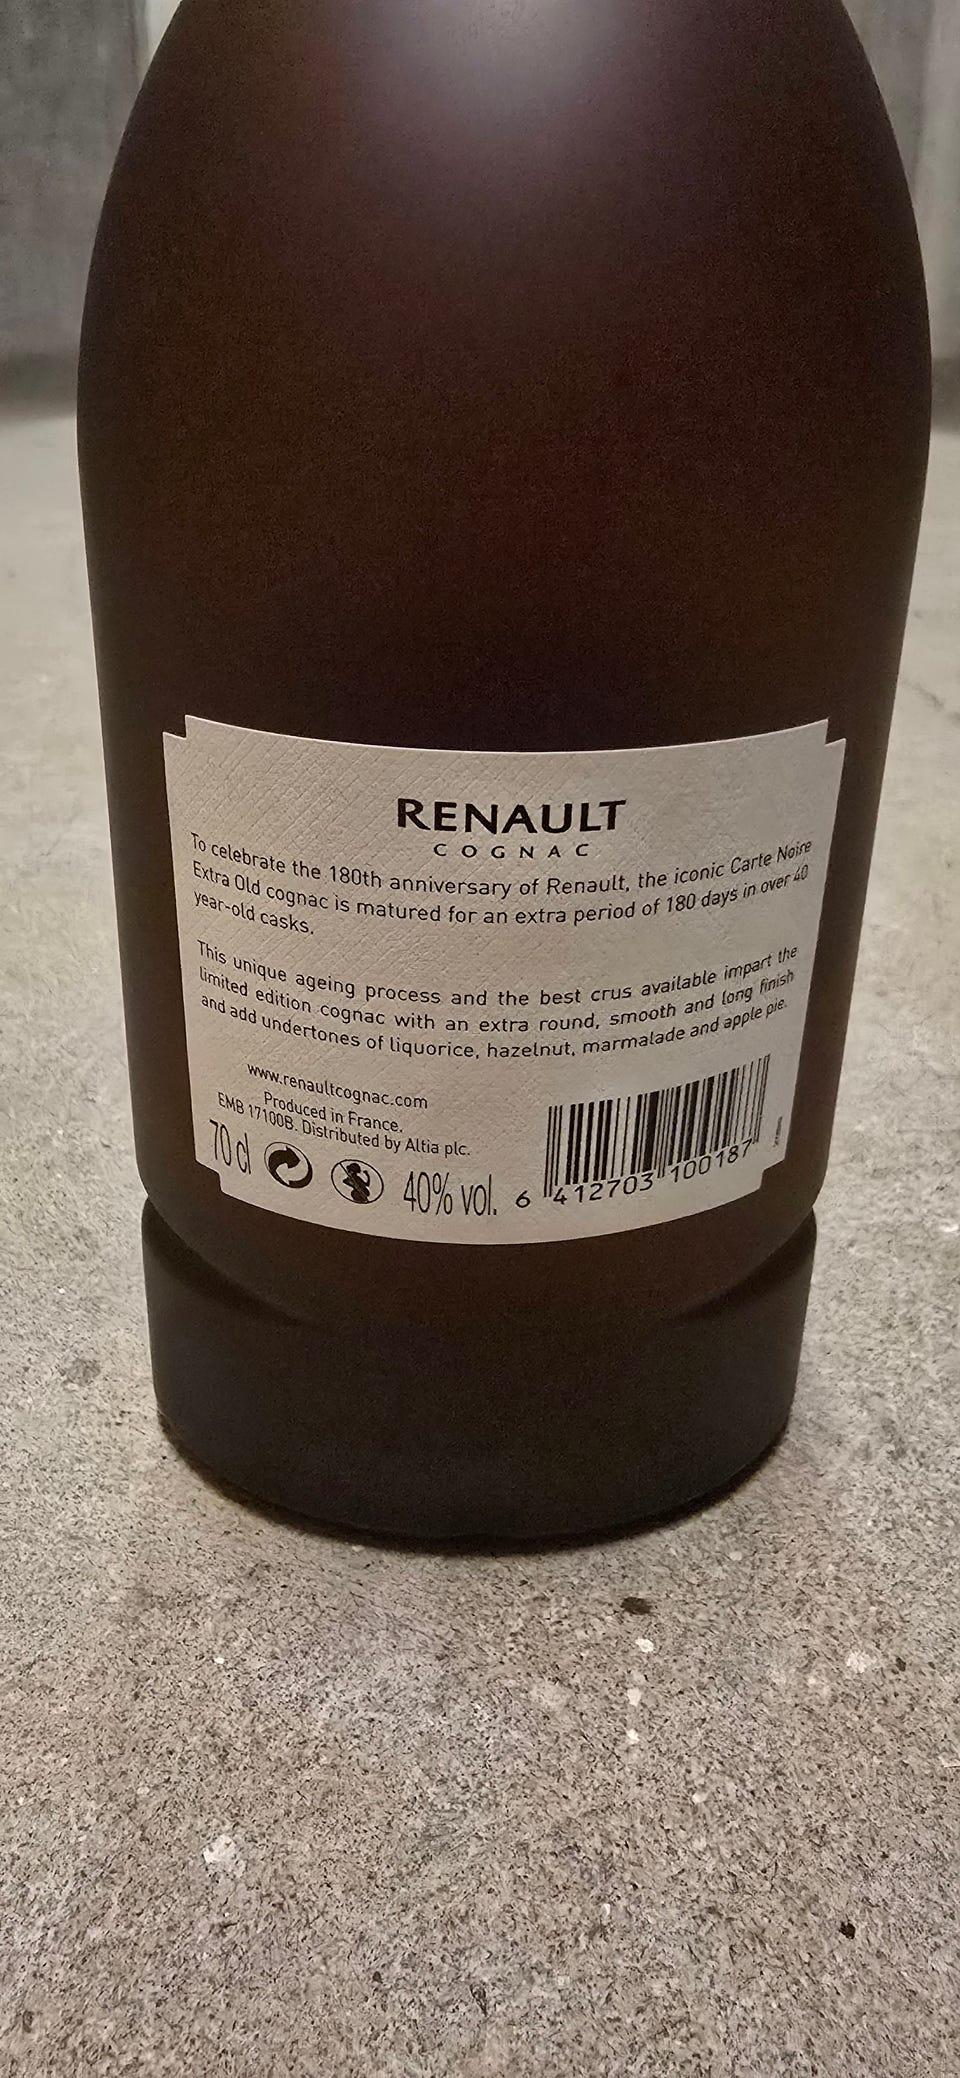 RENAULT
COGNAC
To celebrate the 180th anniversary of Renault, the iconic Carte Noire
Extra Old cognac is matured for an extra period of 180 days in over 40
year-old casks.
This unique ageing process and the best crus available impart the
limited edition cognac with an extra round, smooth and long finish
and add undertones of liquorice, hazelnut, marmalade and apple pie.
www.renaultcognac.com
Produced in France.
EMB 17100B. Distributed by Altia plc.
70 cl 40% vol.
6 412703 100187